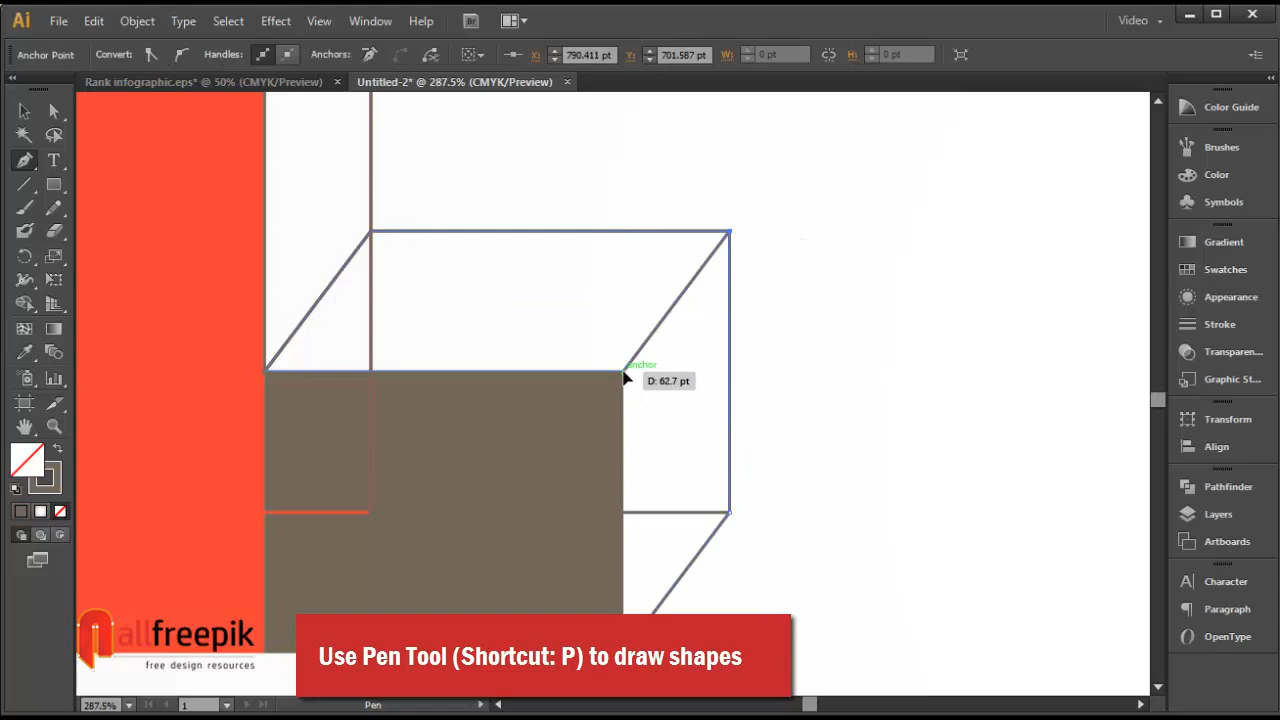 Ai File Edit Object Type Select Effect View Window Help Br Video
Anchor Point Convert: Handles: Anchors: X: 790.411 pt Y: 701.587 pt W: 0 pt H: 0 pt
Rank infographic.eps* @ 50% (CMYK/Preview) × Untitled-2* @ 287.5% (CMYK/Preview) ×
Color Guide
Brushes
Color
Symbols
Gradient
Swatches
Appearance
Stroke
Transparen...
Graphic St...
Transform
Align
Pathfinder
Layers
Artboards
Character
Paragraph
OpenType
anchor
D: 62.7 pt
allfreepik
free design resources
Use Pen Tool (Shortcut: P) to draw shapes
287.5% 1 Pen